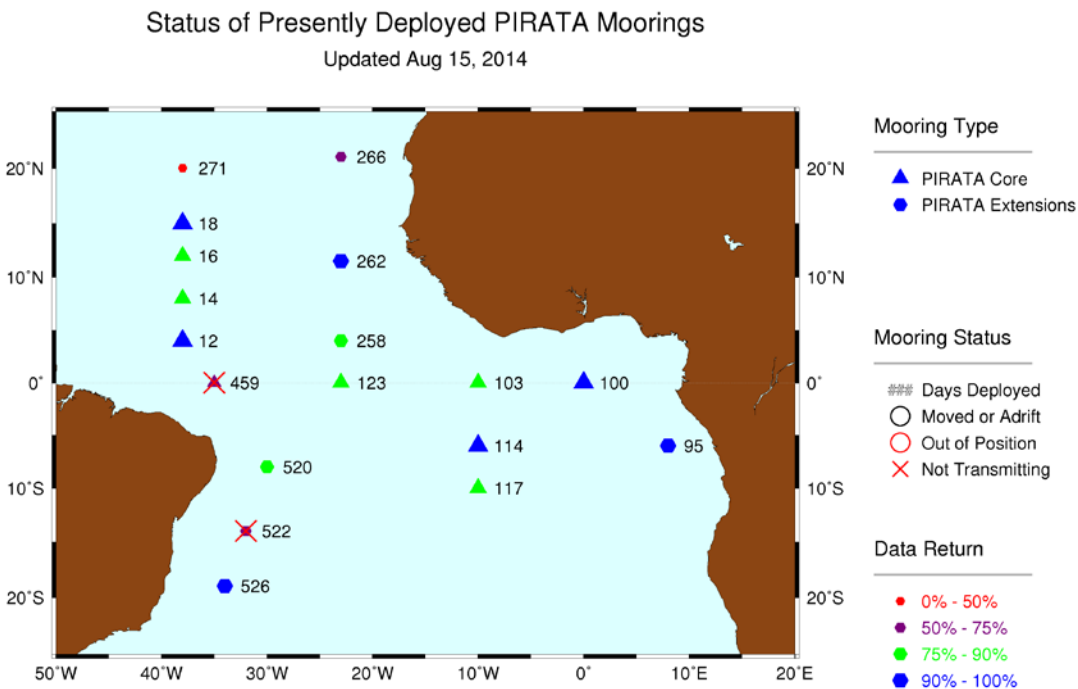 Status of Presently Deployed PIRATA Moorings
Updated Aug 15, 2014
Mooring Type
PIRATA Core
PIRATA Extensions
Mooring Status
### Days Deployed
Moved or Adrift
Out of Position
Not Transmitting
Data Return
0% - 50%
50% - 75%
75% - 90%
90% - 100%
20˚N
10˚N
0˚
10˚S
20˚S
271
266
18
16
262
14
12
258
459
123
103
100
114
95
520
117
522
526
20˚N
10˚N
0˚
10˚S
20˚S
50˚W
40˚W
30˚W
20˚W
10˚W
0˚
10˚E
20˚E